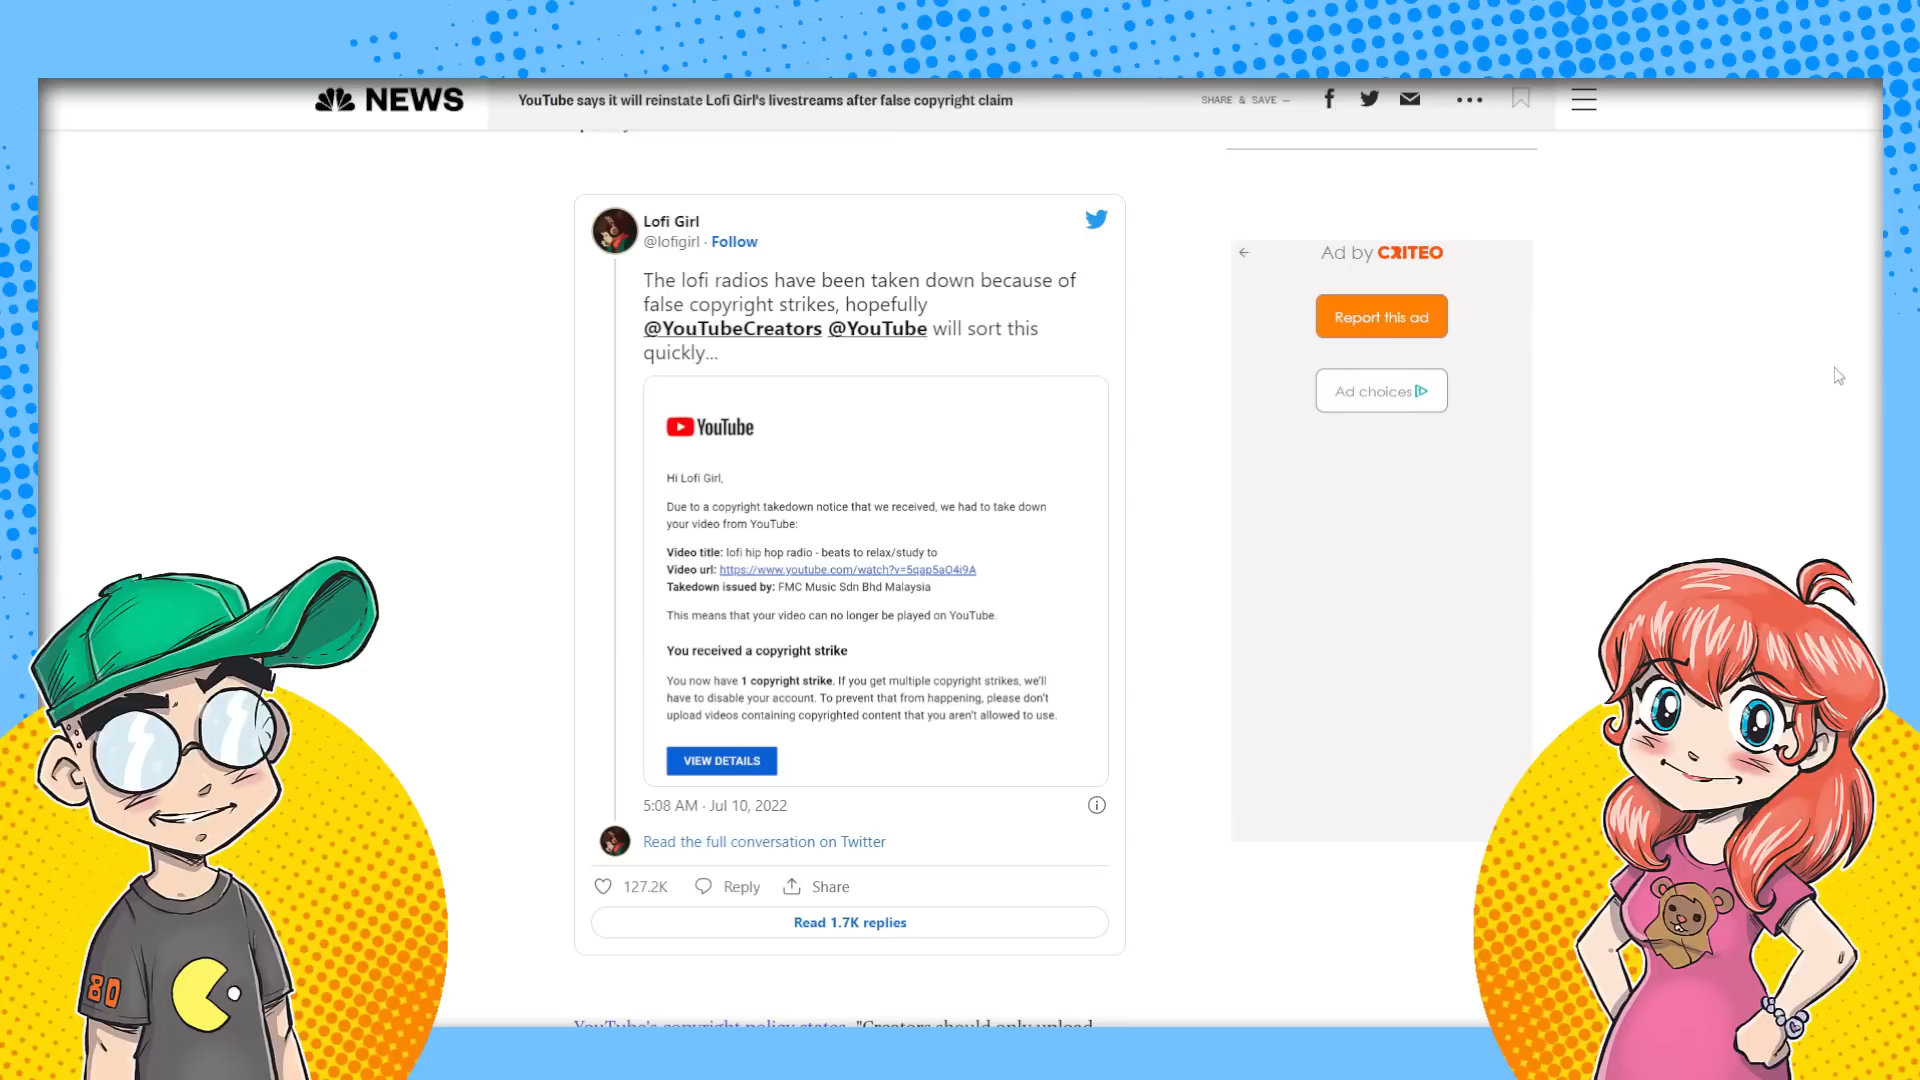 NEWS
YouTube says it will reinstate Lofi Girl's livestreams after false copyright claim
SHARE & SAVE —
Lofi Girl
@lofigirl · Follow
The lofi radios have been taken down because of
false copyright strikes, hopefully
@YouTubeCreators @YouTube will sort this
quickly...
YouTube
Hi Lofi Girl,
Due to a copyright takedown notice that we received, we had to take down
your video from YouTube:
Video title: lofi hip hop radio - beats to relax/study to
Video url: https://www.youtube.com/watch?v=5qap5aO4i9A
Takedown issued by: FMC Music Sdn Bhd Malaysia
This means that your video can no longer be played on YouTube.
You received a copyright strike
You now have 1 copyright strike. If you get multiple copyright strikes, we'll
have to disable your account. To prevent that from happening, please don't
upload videos containing copyrighted content that you aren't allowed to use.
VIEW DETAILS
5:08 AM · Jul 10, 2022
Read the full conversation on Twitter
127.2K Reply Share
Read 1.7K replies
YouTube's copyright policy states, "Creators should only upload
Ad by CRITEO
Report this ad
Ad choices
80